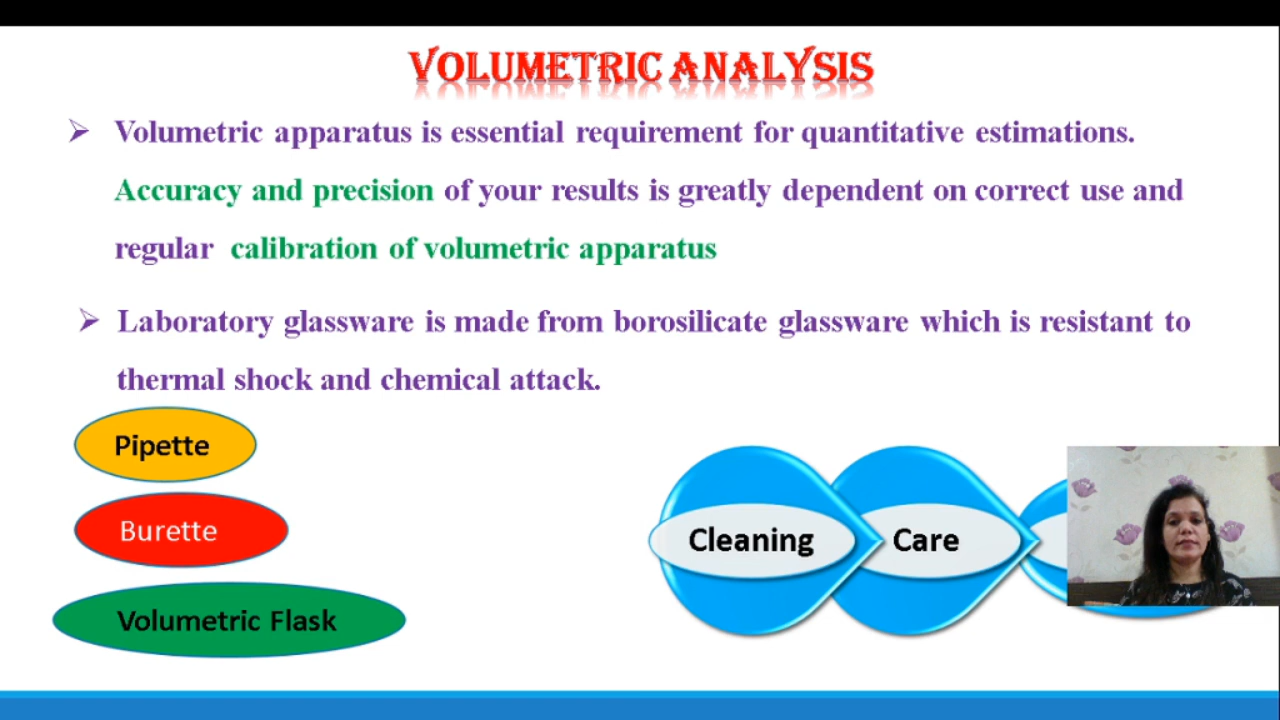 VOLUMETRIC ANALYSIS
Volumetric apparatus is essential requirement for quantitative estimations.
Accuracy and precision of your results is greatly dependent on correct use and
regular calibration of volumetric apparatus
Laboratory glassware is made from borosilicate glassware which is resistant to
thermal shock and chemical attack.
Pipette
Burette
Volumetric Flask
Cleaning
Care